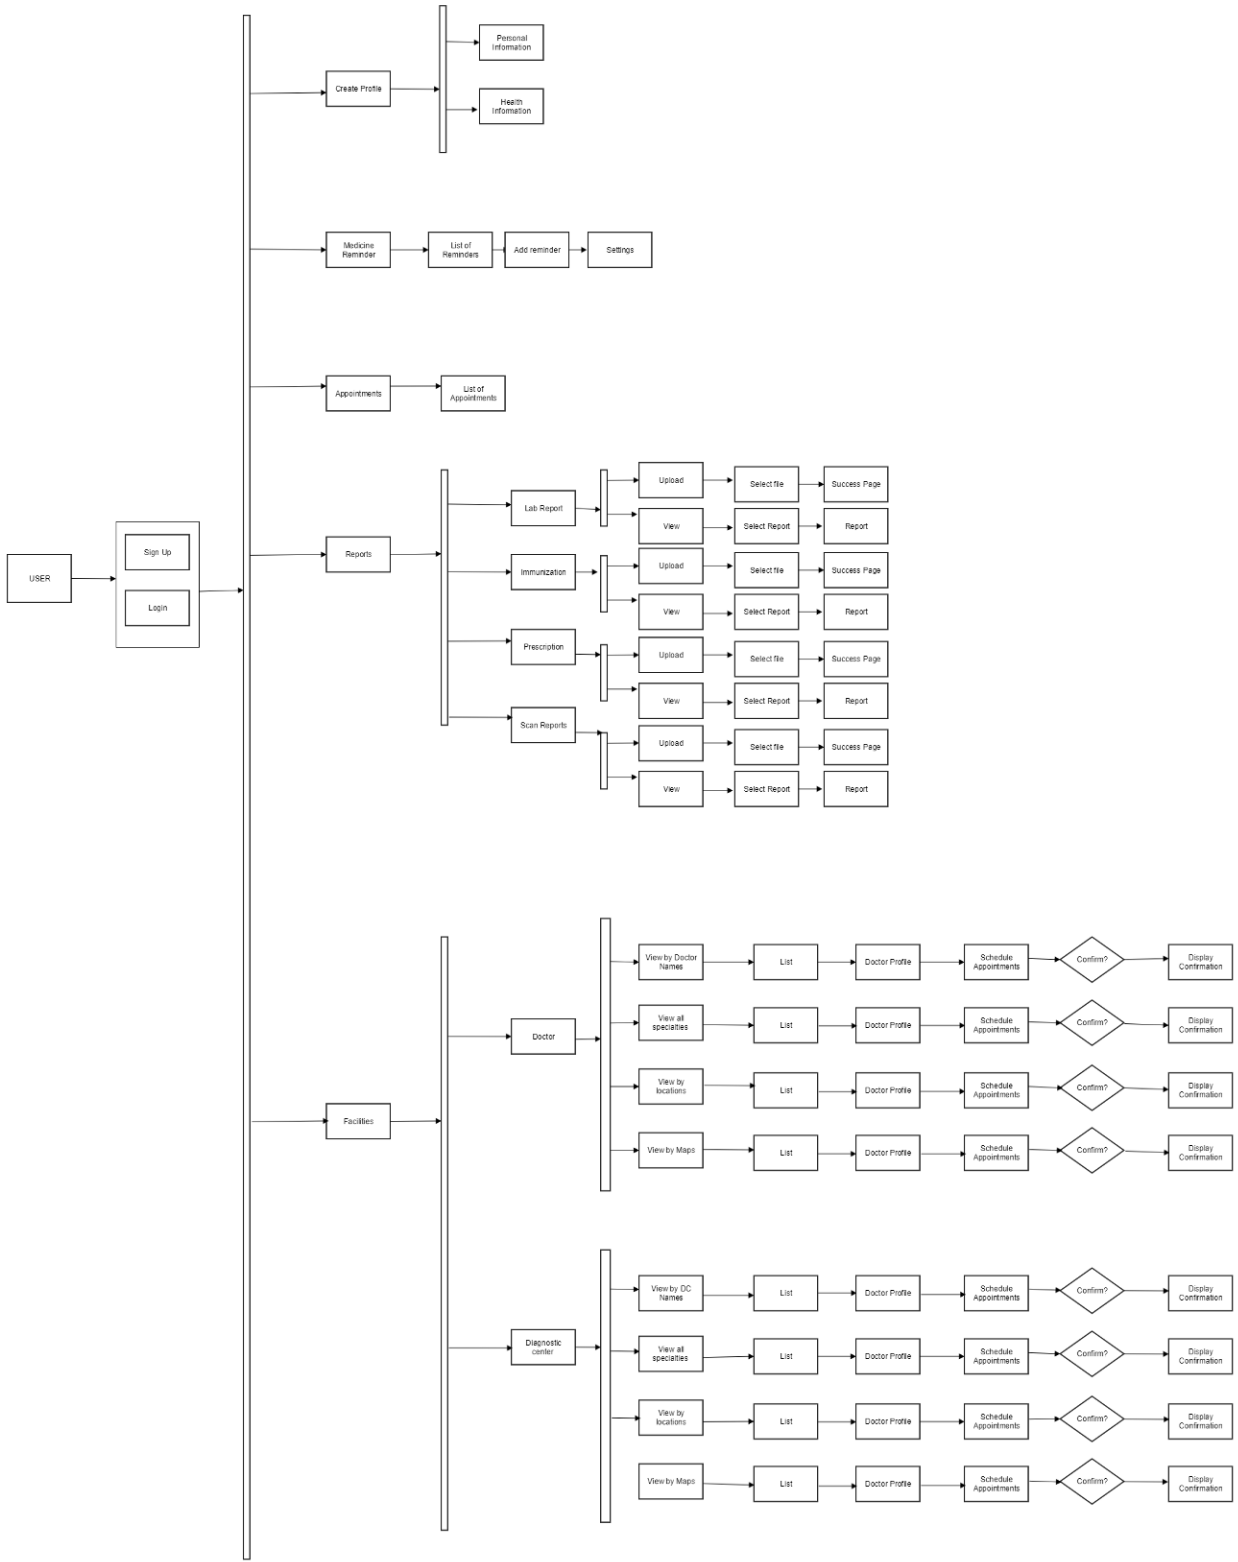 Personal
Information
Create Profile
Health
Information
Medicine
Reminder
List of
Reminders
Add reminder
Settings
Appointments
List of
Appointments
USER
Sign Up
Login
Reports
Lab Report
Upload
Select file
Success Page
View
Select Report
Report
Immunization
Upload
Select file
Success Page
View
Select Report
Report
Prescription
Upload
Select file
Success Page
View
Select Report
Report
Scan Reports
Upload
Select file
Success Page
View
Select Report
Report
Facilities
Doctor
View by Doctor
Names
List
Doctor Profile
Schedule
Appointments
Confirm?
Display
Confirmation
View all
specialties
List
Doctor Profile
Schedule
Appointments
Confirm?
Display
Confirmation
View by
locations
List
Doctor Profile
Schedule
Appointments
Confirm?
Display
Confirmation
View by Maps
List
Doctor Profile
Schedule
Appointments
Confirm?
Display
Confirmation
Diagnostic
center
View by DC
Names
List
Doctor Profile
Schedule
Appointments
Confirm?
Display
Confirmation
View all
specialties
List
Doctor Profile
Schedule
Appointments
Confirm?
Display
Confirmation
View by
locations
List
Doctor Profile
Schedule
Appointments
Confirm?
Display
Confirmation
View by Maps
List
Doctor Profile
Schedule
Appointments
Confirm?
Display
Confirmation